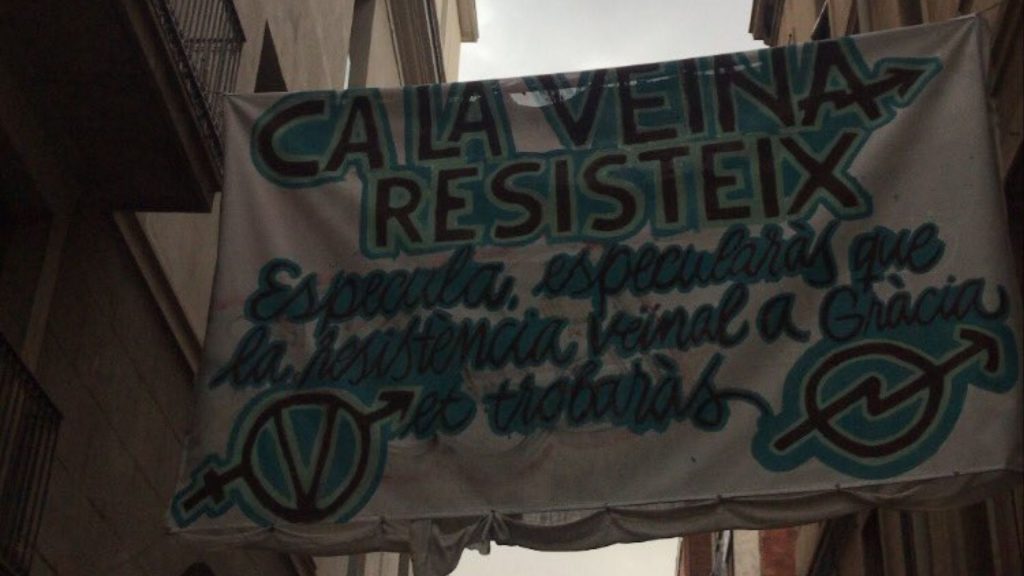 CA LA VEÏNA
RESISTEIX
Especula, especularàs que
la resistència veïnal a Gràcia
et trobaràs
V